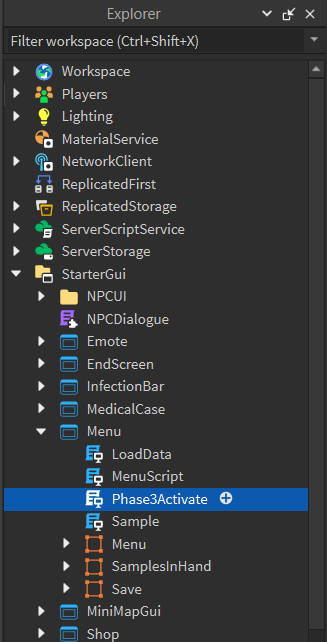 Explorer
Filter workspace (Ctrl+Shift+X)
Workspace
Players
Lighting
MaterialService
NetworkClient
ReplicatedFirst
ReplicatedStorage
ServerScriptService
ServerStorage
StarterGui
NPCUI
NPCDialogue
Emote
EndScreen
InfectionBar
MedicalCase
Menu
LoadData
MenuScript
Phase3Activate
Sample
Menu
SamplesInHand
Save
MiniMapGui
Shop